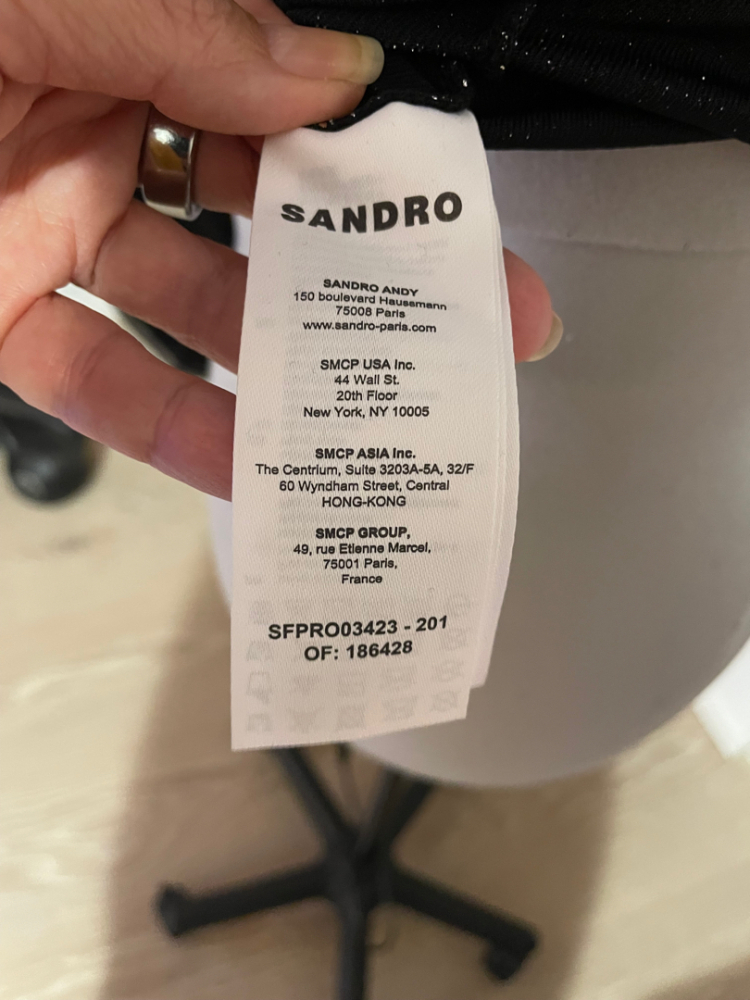 SANDRO
SANDRO ANDY
150 boulevard Haussmann
75008 Paris
www.sandro-paris.com
SMCP USA Inc.
44 Wall St.
20th Floor
New York, NY 10005
SMCP ASIA Inc.
The Centrium, Suite 3203A-5A, 32/F
60 Wyndham Street, Central
HONG-KONG
SMCP GROUP,
49, rue Etienne Marcel,
75001 Paris,
France
SFPRO03423 - 201
OF: 186428